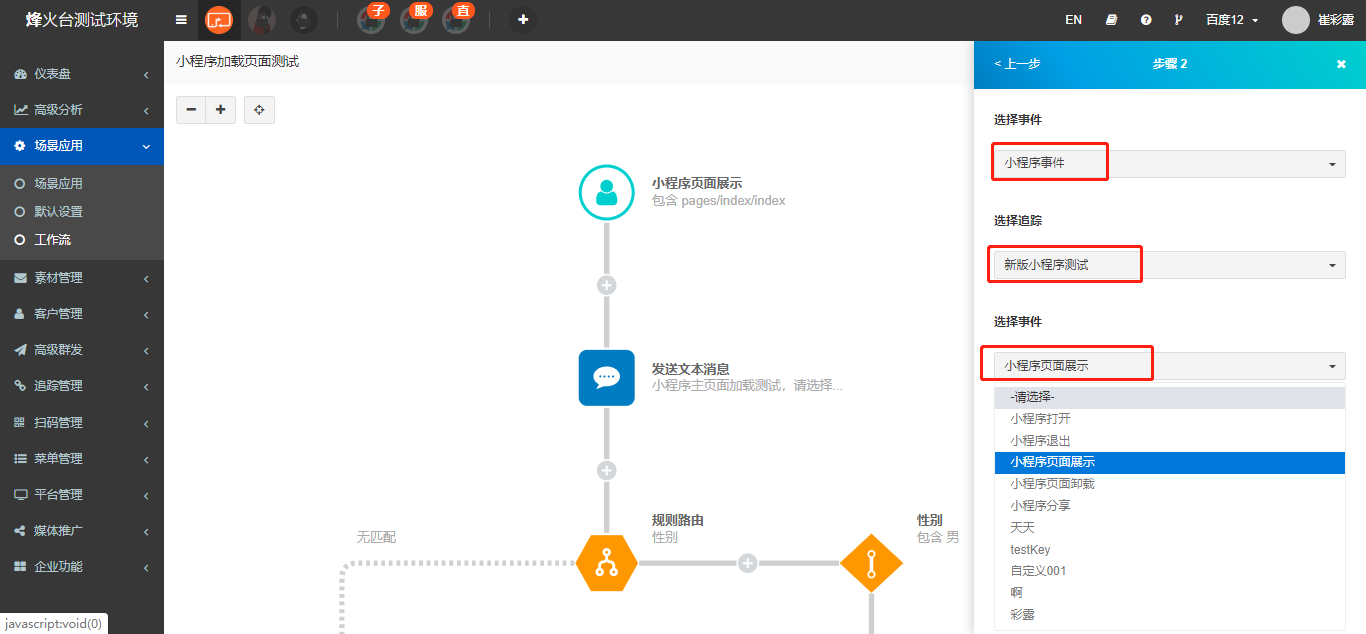 烽火台测试环境
子
服
直
EN
百度12
崔彩露
仪表盘
高级分析
场景应用
场景应用
默认设置
工作流
素材管理
客户管理
高级群发
追踪管理
扫码管理
菜单管理
平台管理
媒体推广
企业功能
javascript:void(0)
小程序加载页面测试
小程序页面展示
包含 pages/index/index
发送文本消息
小程序主页面加载测试，请选择...
规则路由
性别
无匹配
性别
包含 男
< 上一步
步骤 2
选择事件
小程序事件
选择追踪
新版小程序测试
选择事件
小程序页面展示
-请选择-
小程序打开
小程序退出
小程序页面展示
小程序页面卸载
小程序分享
天天
testKey
自定义001
啊
彩露